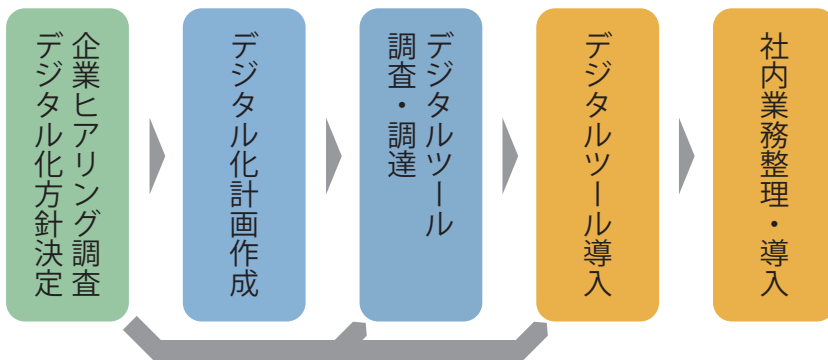 企業ヒアリング調査
デジタル化方針決定
デジタル化計画作成
デジタルツール
調査・調達
デジタルツール導入
社内業務整理・導入